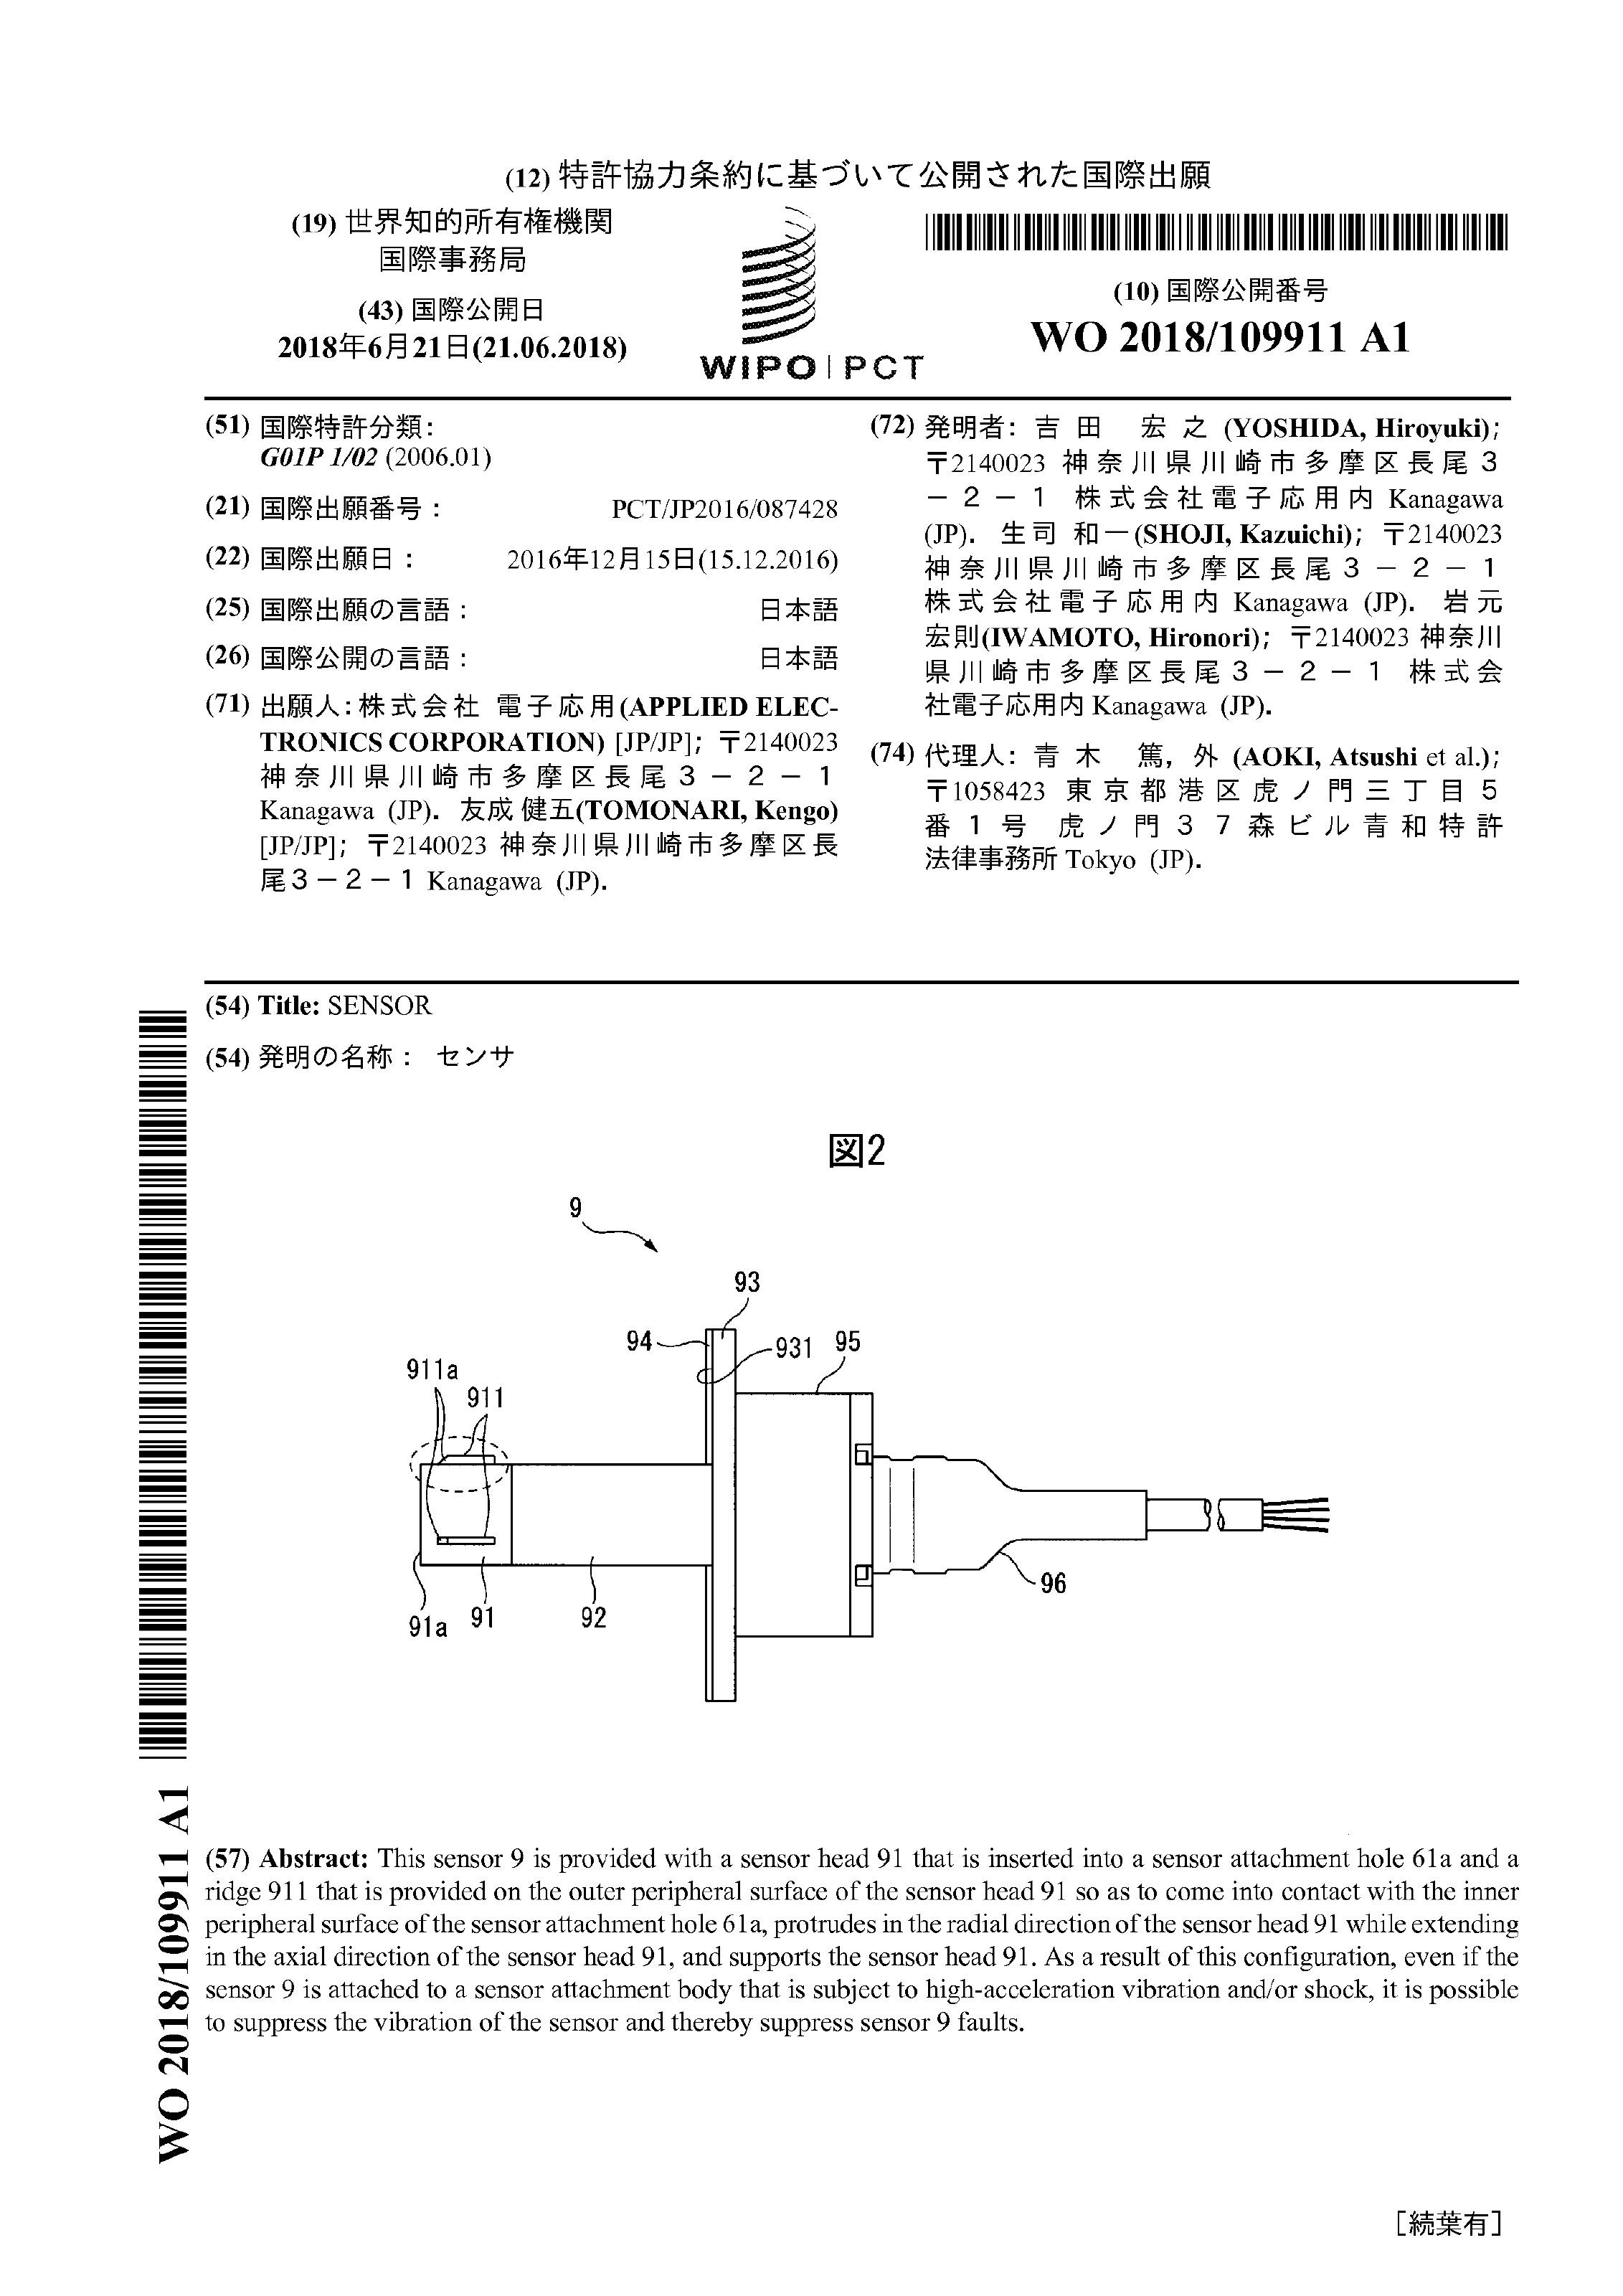 (12) 特許協力条約に基づいて公開された国際出願
(19) 世界知的所有権機関
国際事務局
(43) 国際公開日
2018年6月21日(21.06.2018)
WIPO | PCT
(10) 国際公開番号
WO 2018/109911 A1
(51) 国際特許分類:
G01P 1/02 (2006.01)
(21) 国際出願番号: PCT/JP2016/087428
(22) 国際出願日: 2016年12月15日(15.12.2016)
(25) 国際出願の言語: 日本語
(26) 国際公開の言語: 日本語
(71) 出願人:株式会社 電子応用(APPLIED ELEC-
TRONICS CORPORATION) [JP/JP]; 〒2140023
神奈川県川崎市多摩区長尾3-2-1
Kanagawa (JP). 友成 健五(TOMONARI, Kengo)
[JP/JP]; 〒2140023 神奈川県川崎市多摩区長
尾3-2-1 Kanagawa (JP).
(72) 発明者: 吉田 宏之 (YOSHIDA, Hiroyuki);
〒2140023 神奈川県川崎市多摩区長尾3
-2-1 株式会社電子応用内 Kanagawa
(JP). 生司 和一(SHOJI, Kazuichi); 〒2140023
神奈川県川崎市多摩区長尾3-2-1
株式会社電子応用内 Kanagawa (JP). 岩元
宏則(IWAMOTO, Hironori); 〒2140023 神奈川
県川崎市多摩区長尾3-2-1 株式会
社電子応用内 Kanagawa (JP).
(74) 代理人: 青木 篤, 外 (AOKI, Atsushi et al.);
〒1058423 東京都港区虎ノ門三丁目5
番1号 虎ノ門37森ビル青和特許
法律事務所 Tokyo (JP).
(54) Title: SENSOR
(54) 発明の名称: センサ
図2
9
93
94
931
95
911a
911
91a
91
92
96
(57) Abstract: This sensor 9 is provided with a sensor head 91 that is inserted into a sensor attachment hole 61a and a
ridge 911 that is provided on the outer peripheral surface of the sensor head 91 so as to come into contact with the inner
peripheral surface of the sensor attachment hole 61a, protrudes in the radial direction of the sensor head 91 while extending
in the axial direction of the sensor head 91, and supports the sensor head 91. As a result of this configuration, even if the
sensor 9 is attached to a sensor attachment body that is subject to high-acceleration vibration and/or shock, it is possible
to suppress the vibration of the sensor and thereby suppress sensor 9 faults.
WO 2018/109911 A1
[続葉有]